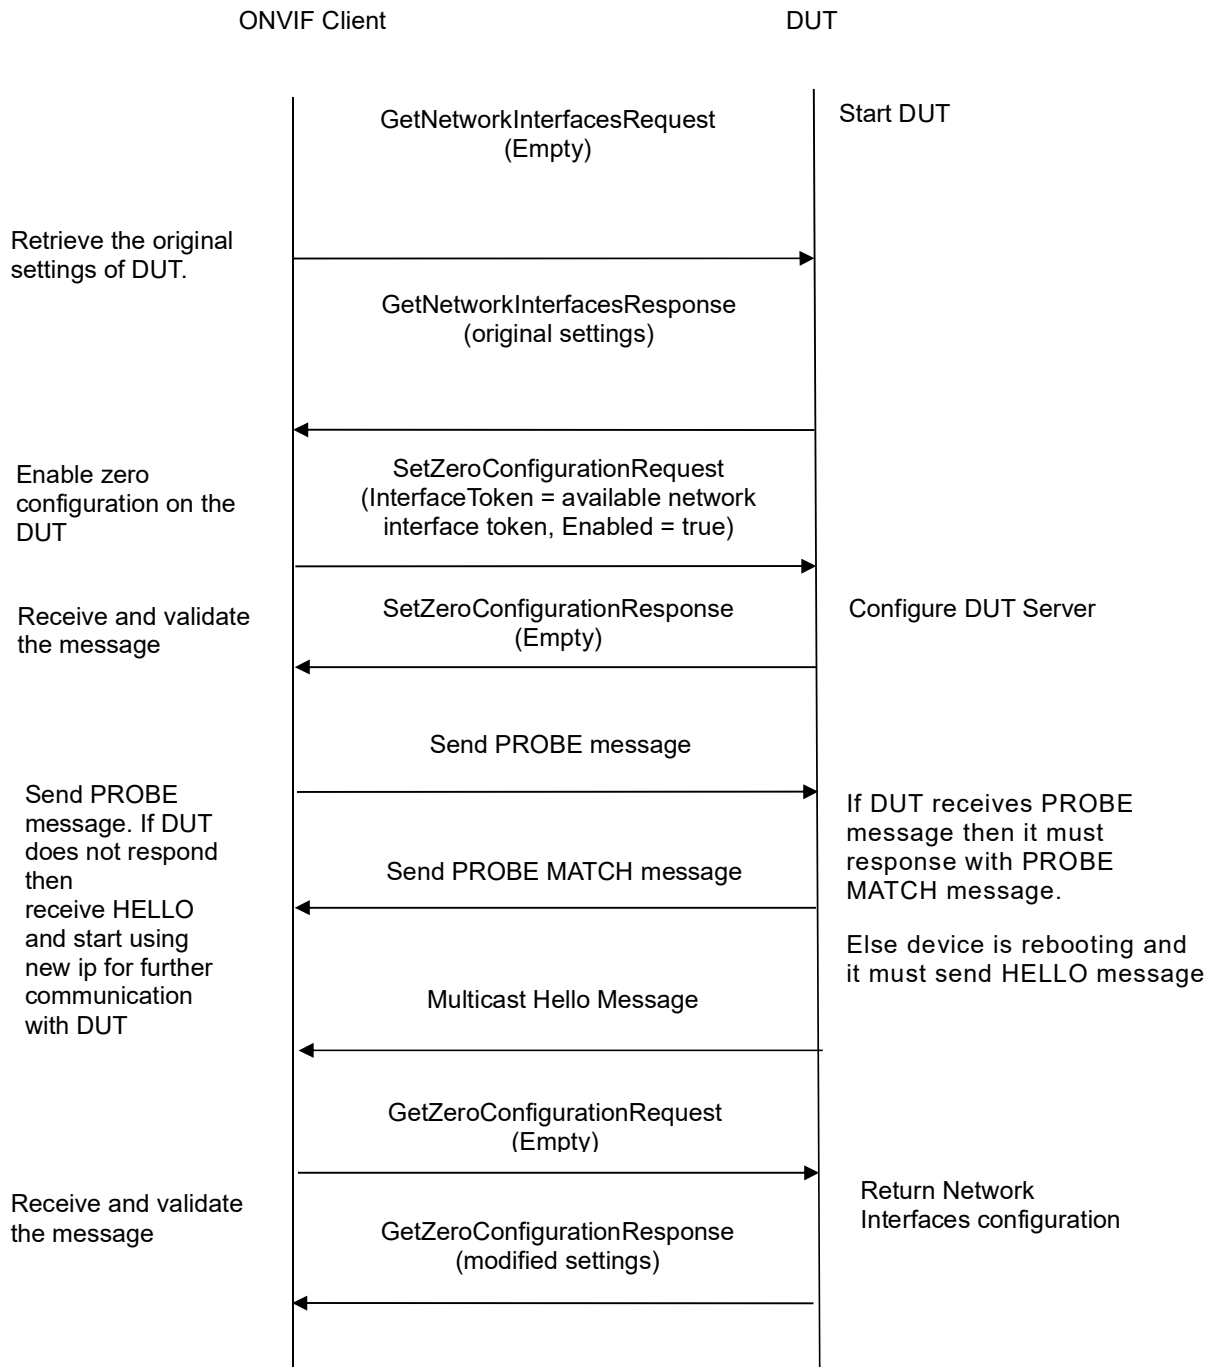 ONVIF Client
DUT
Start DUT
GetNetworkInterfacesRequest
(Empty)
Retrieve the original
settings of DUT.
GetNetworkInterfacesResponse
(original settings)
Enable zero
configuration on the
DUT
SetZeroConfigurationRequest
(InterfaceToken = available network
interface token, Enabled = true)
Receive and validate
the message
SetZeroConfigurationResponse
(Empty)
Configure DUT Server
Send PROBE message
Send PROBE
message. If DUT
does not respond
then
receive HELLO
and start using
new ip for further
communication
with DUT
Send PROBE MATCH message
If DUT receives PROBE
message then it must
response with PROBE
MATCH message.
Else device is rebooting and
it must send HELLO message
Multicast Hello Message
GetZeroConfigurationRequest
(Empty)
Receive and validate
the message
GetZeroConfigurationResponse
(modified settings)
Return Network
Interfaces configuration